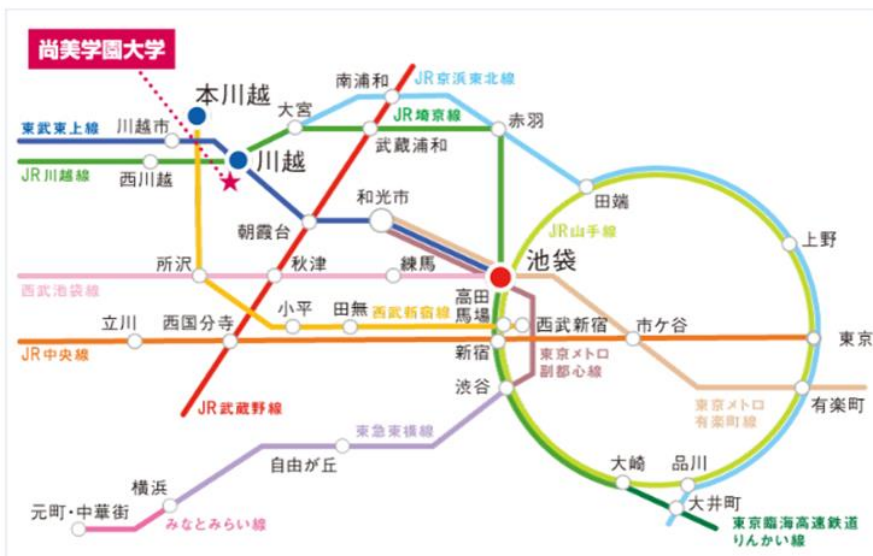 尚美学園大学
本川越
南浦和
JR京浜東北線
大宮
東武東上線
川越市
JR埼京線
赤羽
川越
武蔵浦和
JR川越線
西川越
和光市
田端
朝霞台
JR山手線
上野
所沢
秋津
練馬
池袋
西武池袋線
高田
馬場
小平
田無
西武新宿線
西武新宿
市ケ谷
立川
西国分寺
東京
JR中央線
新宿
東京メトロ
副都心線
渋谷
JR武蔵野線
東京メトロ
有楽町線
有楽町
東急東横線
自由が丘
大崎
品川
横浜
大井町
元町・中華街
みなとみらい線
東京臨海高速鉄道
りんかい線